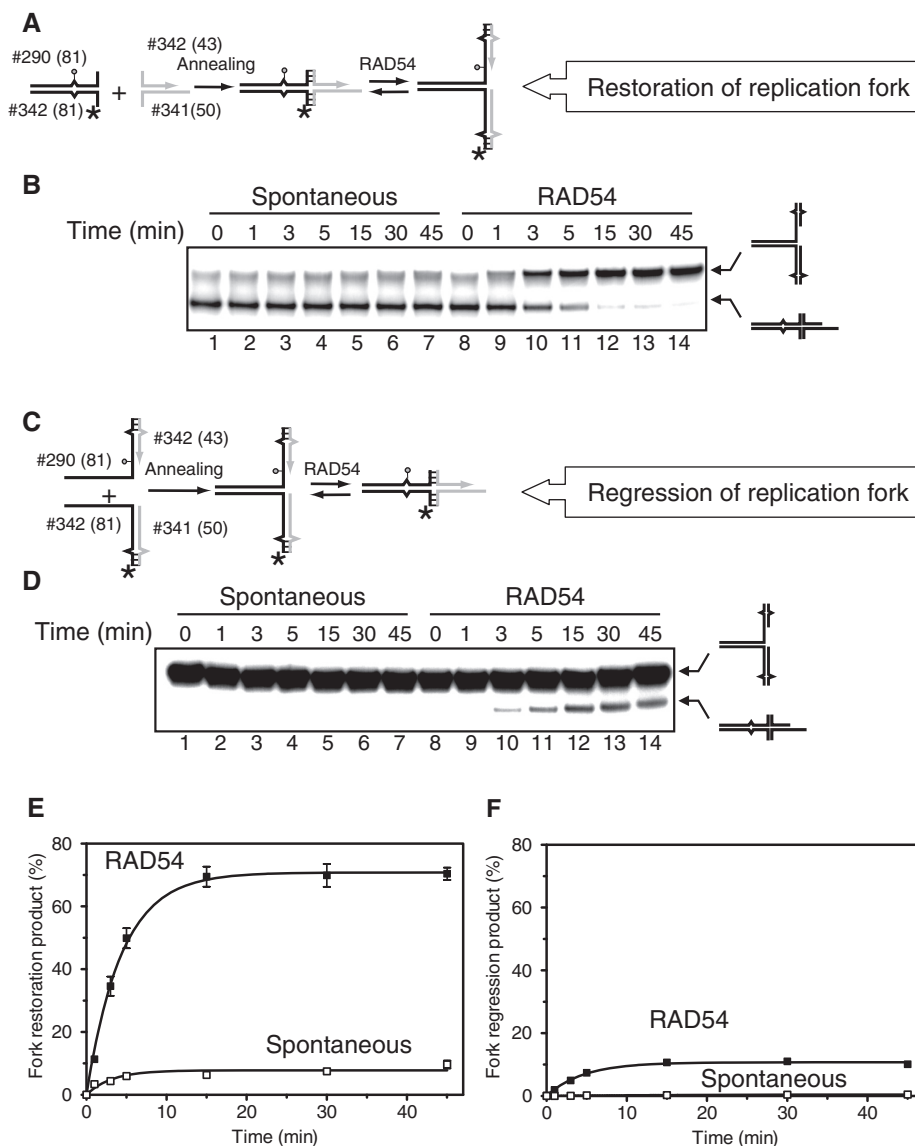 A
#290 (81)
#342 (43)
Annealing
RAD54
+
#342 (81)
#341(50)
*
*
*
Restoration of replication fork
B
Spontaneous RAD54
Time (min) 0 1 3 5 15 30 45 0 1 3 5 15 30 45
1 2 3 4 5 6 7 8 9 10 11 12 13 14
C
#290 (81)
#342 (43)
Annealing
RAD54
+
#342 (81)
#341 (50)
*
*
*
Regression of replication fork
D
Spontaneous RAD54
Time (min) 0 1 3 5 15 30 45 0 1 3 5 15 30 45
1 2 3 4 5 6 7 8 9 10 11 12 13 14
E
Fork restoration product (%)
80
60
40
20
0
RAD54
Spontaneous
0 10 20 30 40
Time (min)
F
Fork regression product (%)
80
60
40
20
0
RAD54
Spontaneous
0 10 20 30 40
Time (min)